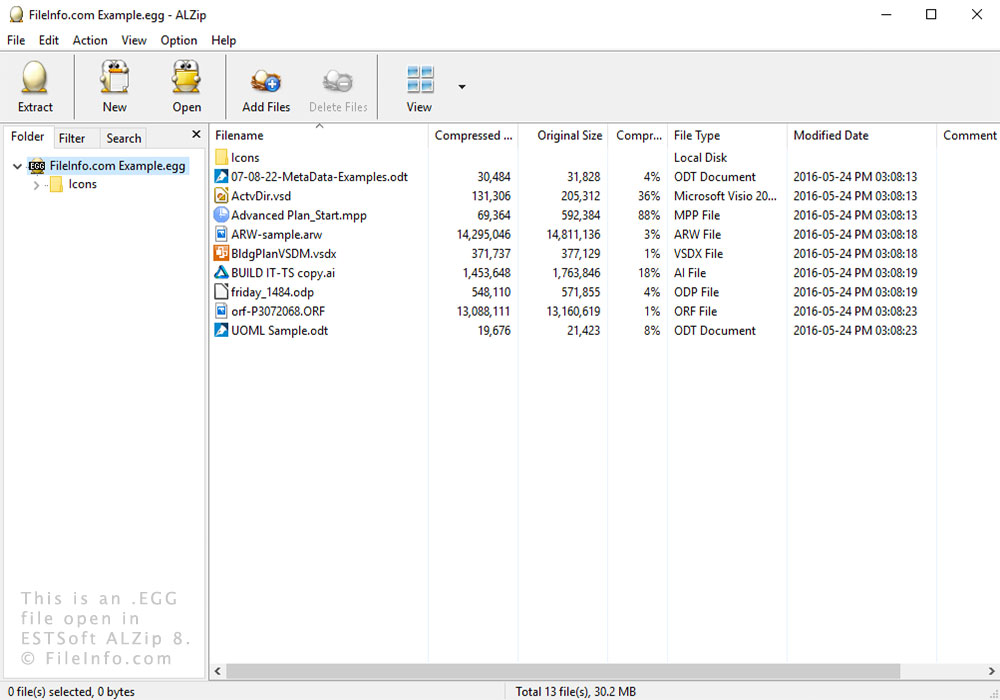 FileInfo.com Example.egg - ALZip
File Edit Action View Option Help
Extract New Open Add Files Delete Files View
Folder Filter Search
FileInfo.com Example.egg
Icons
Filename Compressed ... Original Size Compr... File Type Modified Date Comment
Icons Local Disk
07-08-22-MetaData-Examples.odt 30,484 31,828 4% ODT Document 2016-05-24 PM 03:08:13
ActvDir.vsd 131,306 205,312 36% Microsoft Visio 20... 2016-05-24 PM 03:08:13
Advanced Plan_Start.mpp 69,364 592,384 88% MPP File 2016-05-24 PM 03:08:13
ARW-sample.arw 14,295,046 14,811,136 3% ARW File 2016-05-24 PM 03:08:18
BldgPlanVSDM.vsdx 371,737 377,129 1% VSDX File 2016-05-24 PM 03:08:18
BUILD IT-TS copy.ai 1,453,648 1,763,846 18% AI File 2016-05-24 PM 03:08:19
friday_1484.odp 548,110 571,855 4% ODP File 2016-05-24 PM 03:08:19
orf-P3072068.ORF 13,088,111 13,160,619 1% ORF File 2016-05-24 PM 03:08:23
UOML Sample.odt 19,676 21,423 8% ODT Document 2016-05-24 PM 03:08:23
This is an .EGG
file open in
ESTSoft ALZip 8.
© FileInfo.com
0 file(s) selected, 0 bytes Total 13 file(s), 30.2 MB